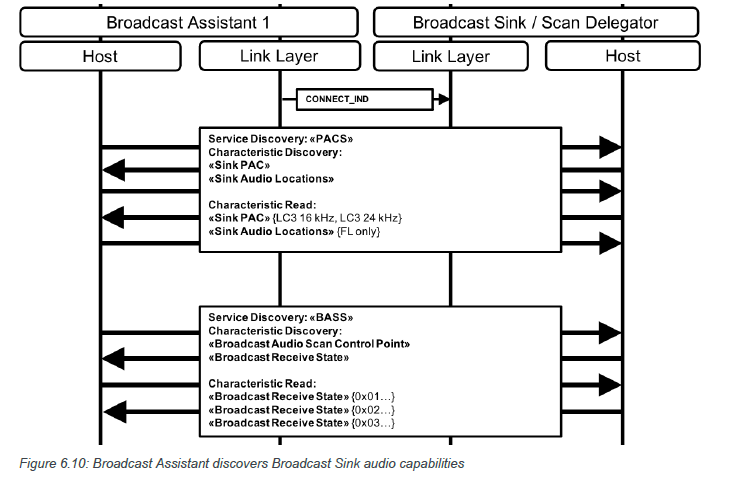 Broadcast Assistant 1
Broadcast Sink / Scan Delegator
Host
Link Layer
Link Layer
Host
CONNECT_IND
Service Discovery: «PACS»
Characteristic Discovery:
«Sink PAC»
«Sink Audio Locations»
Characteristic Read:
«Sink PAC» {LC3 16 kHz, LC3 24 kHz}
«Sink Audio Locations» {FL only}
Service Discovery: «BASS»
Characteristic Discovery:
«Broadcast Audio Scan Control Point»
«Broadcast Receive State»
Characteristic Read:
«Broadcast Receive State» {0x01...}
«Broadcast Receive State» {0x02...}
«Broadcast Receive State» {0x03...}
Figure 6.10: Broadcast Assistant discovers Broadcast Sink audio capabilities